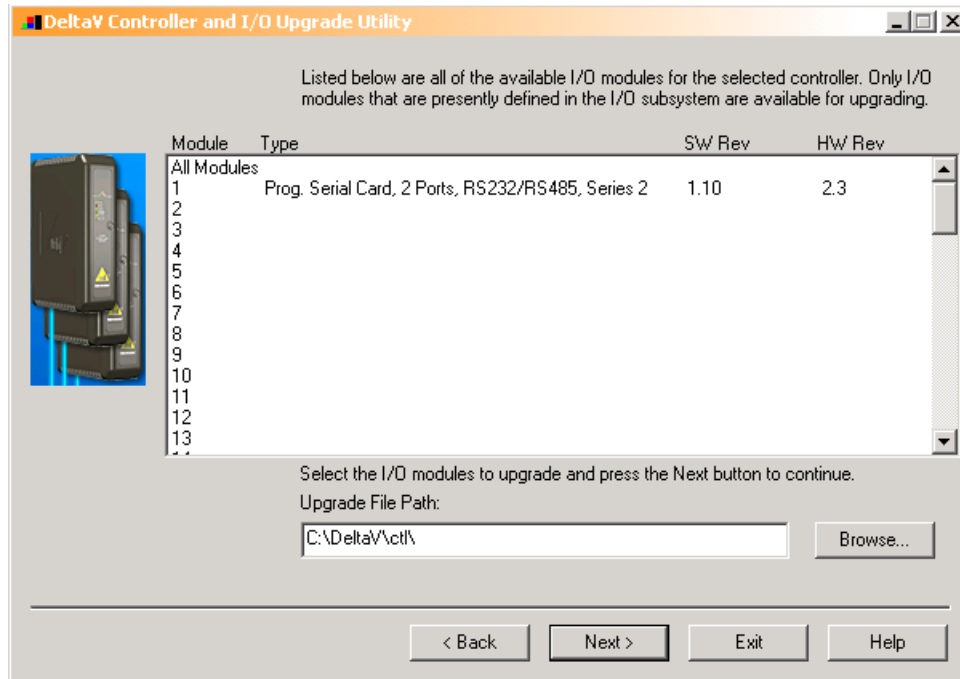 DeltaV Controller and I/O Upgrade Utility
Listed below are all of the available I/O modules for the selected controller. Only I/O
modules that are presently defined in the I/O subsystem are available for upgrading.
Module Type SW Rev HW Rev
All Modules
1 Prog. Serial Card, 2 Ports, RS232/RS485, Series 2 1.10 2.3
2
3
4
5
6
7
8
9
10
11
12
13
Select the I/O modules to upgrade and press the Next button to continue.
Upgrade File Path:
C:\DeltaV\ctl\ Browse...
< Back Next > Exit Help